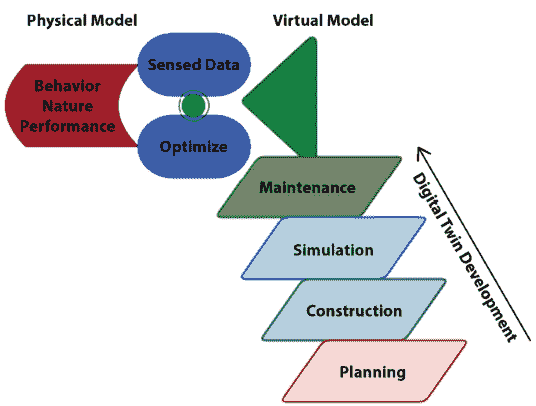 Physical Model
Virtual Model
Sensed Data
Behavior
Nature
Performance
Optimize
Maintenance
Simulation
Construction
Planning
Digital Twin Development